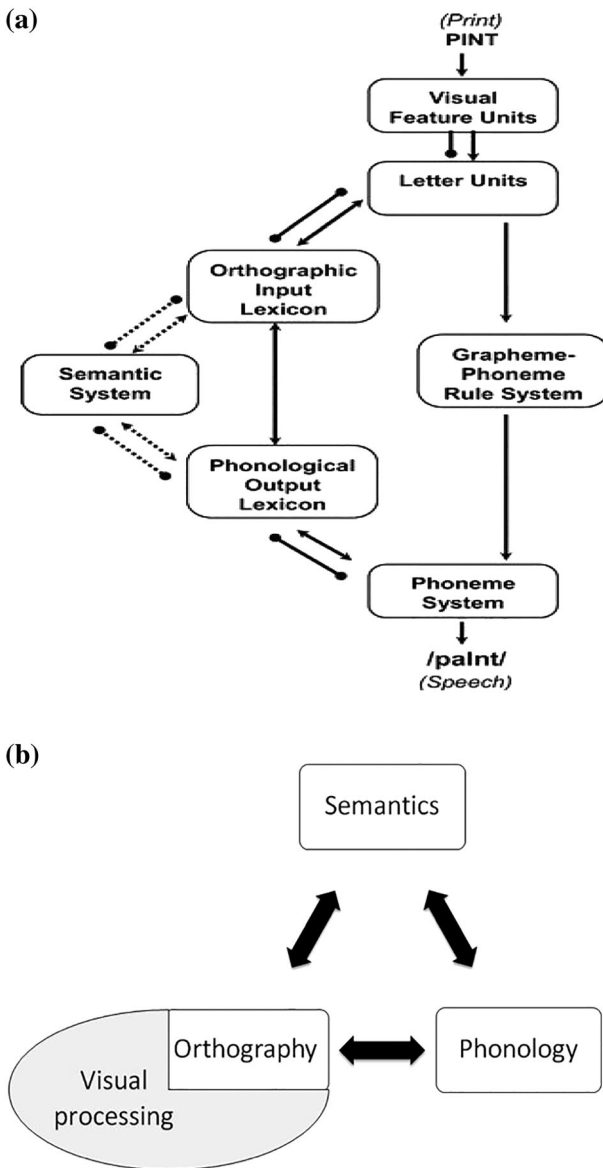 (a)
(Print)
PINT
Visual
Feature Units
Letter Units
Orthographic
Input
Lexicon
Semantic
System
Grapheme-
Phoneme
Rule System
Phonological
Output
Lexicon
Phoneme
System
/paInt/
(Speech)
(b)
Semantics
Orthography
Phonology
Visual
processing